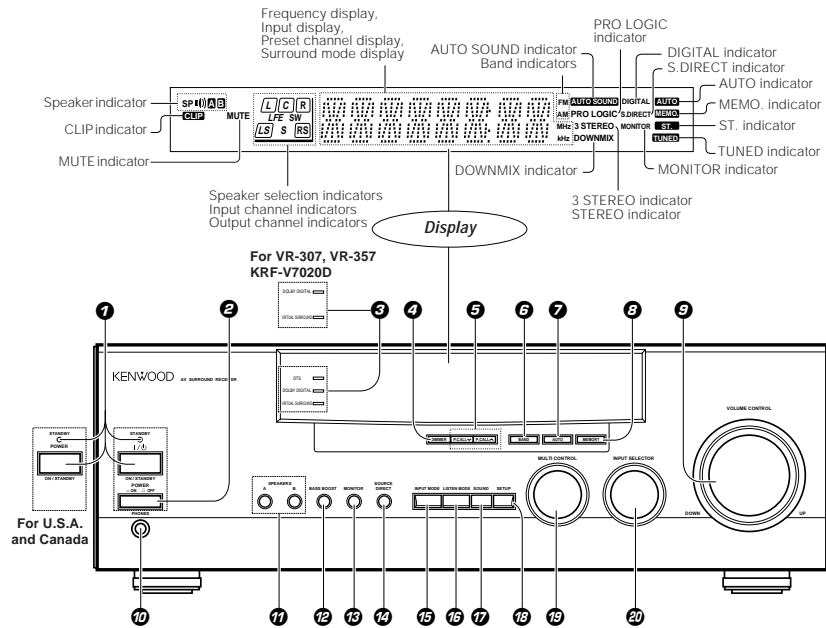 Frequency display,
Input display,
Preset channel display,
Surround mode display
PRO LOGIC
indicator
AUTO SOUND indicator
Band indicators
DIGITAL indicator
S.DIRECT indicator
AUTO indicator
MEMO. indicator
ST. indicator
TUNED indicator
MONITOR indicator
Speaker indicator
CLIP indicator
MUTE indicator
SP A B
CLIP
MUTE
L C R
LFE SW
LS S RS
FM AUTO SOUND DIGITAL AUTO
AM PRO LOGIC S.DIRECT MEMO.
MHz 3 STEREO MONITOR ST.
kHz DOWNMIX TUNED
DOWNMIX indicator
3 STEREO indicator
STEREO indicator
Speaker selection indicators
Input channel indicators
Output channel indicators
Display
For VR-307, VR-357
KRF-V7020D
DOLBY DIGITAL
VIRTUAL SURROUND
1 2 3 4 5 6 7 8 9
KENWOOD AV SURROUND RECEIVER
DTS
DOLBY DIGITAL
VIRTUAL SURROUND
DIMMER P.CALL P.CALL BAND AUTO MEMORY
VOLUME CONTROL
DOWN UP
STANDBY
POWER
ON / STANDBY
For U.S.A.
and Canada
STANDBY
I /
ON / STANDBY
POWER
ON OFF
PHONES
SPEAKERS
A B
BASS BOOST
MONITOR
SOURCE
DIRECT
INPUT MODE LISTEN MODE SOUND SETUP
MULTI CONTROL
INPUT SELECTOR
10 11 12 13 14 15 16 17 18 19 20